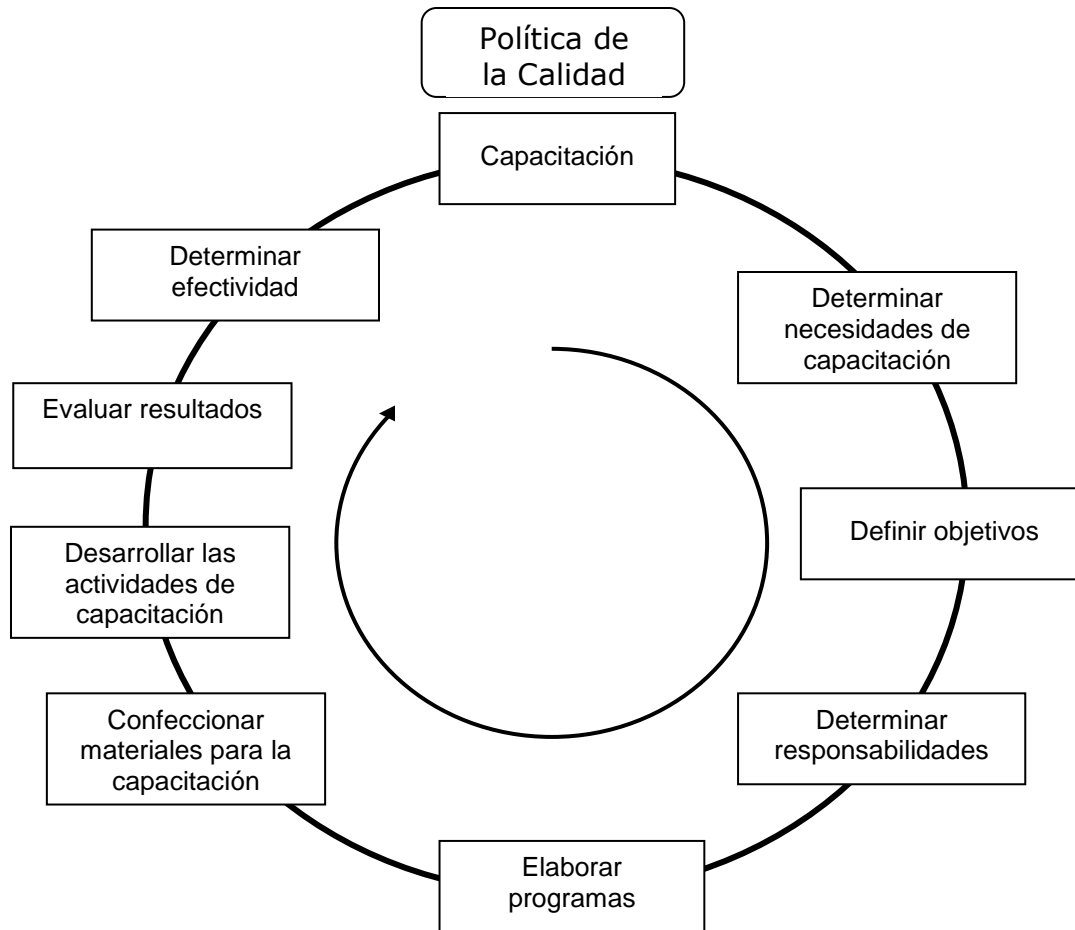 Política de
la Calidad
Capacitación
Determinar
necesidades de
capacitación
Definir objetivos
Determinar
responsabilidades
Elaborar
programas
Confeccionar
materiales para la
capacitación
Desarrollar las
actividades de
capacitación
Evaluar resultados
Determinar
efectividad